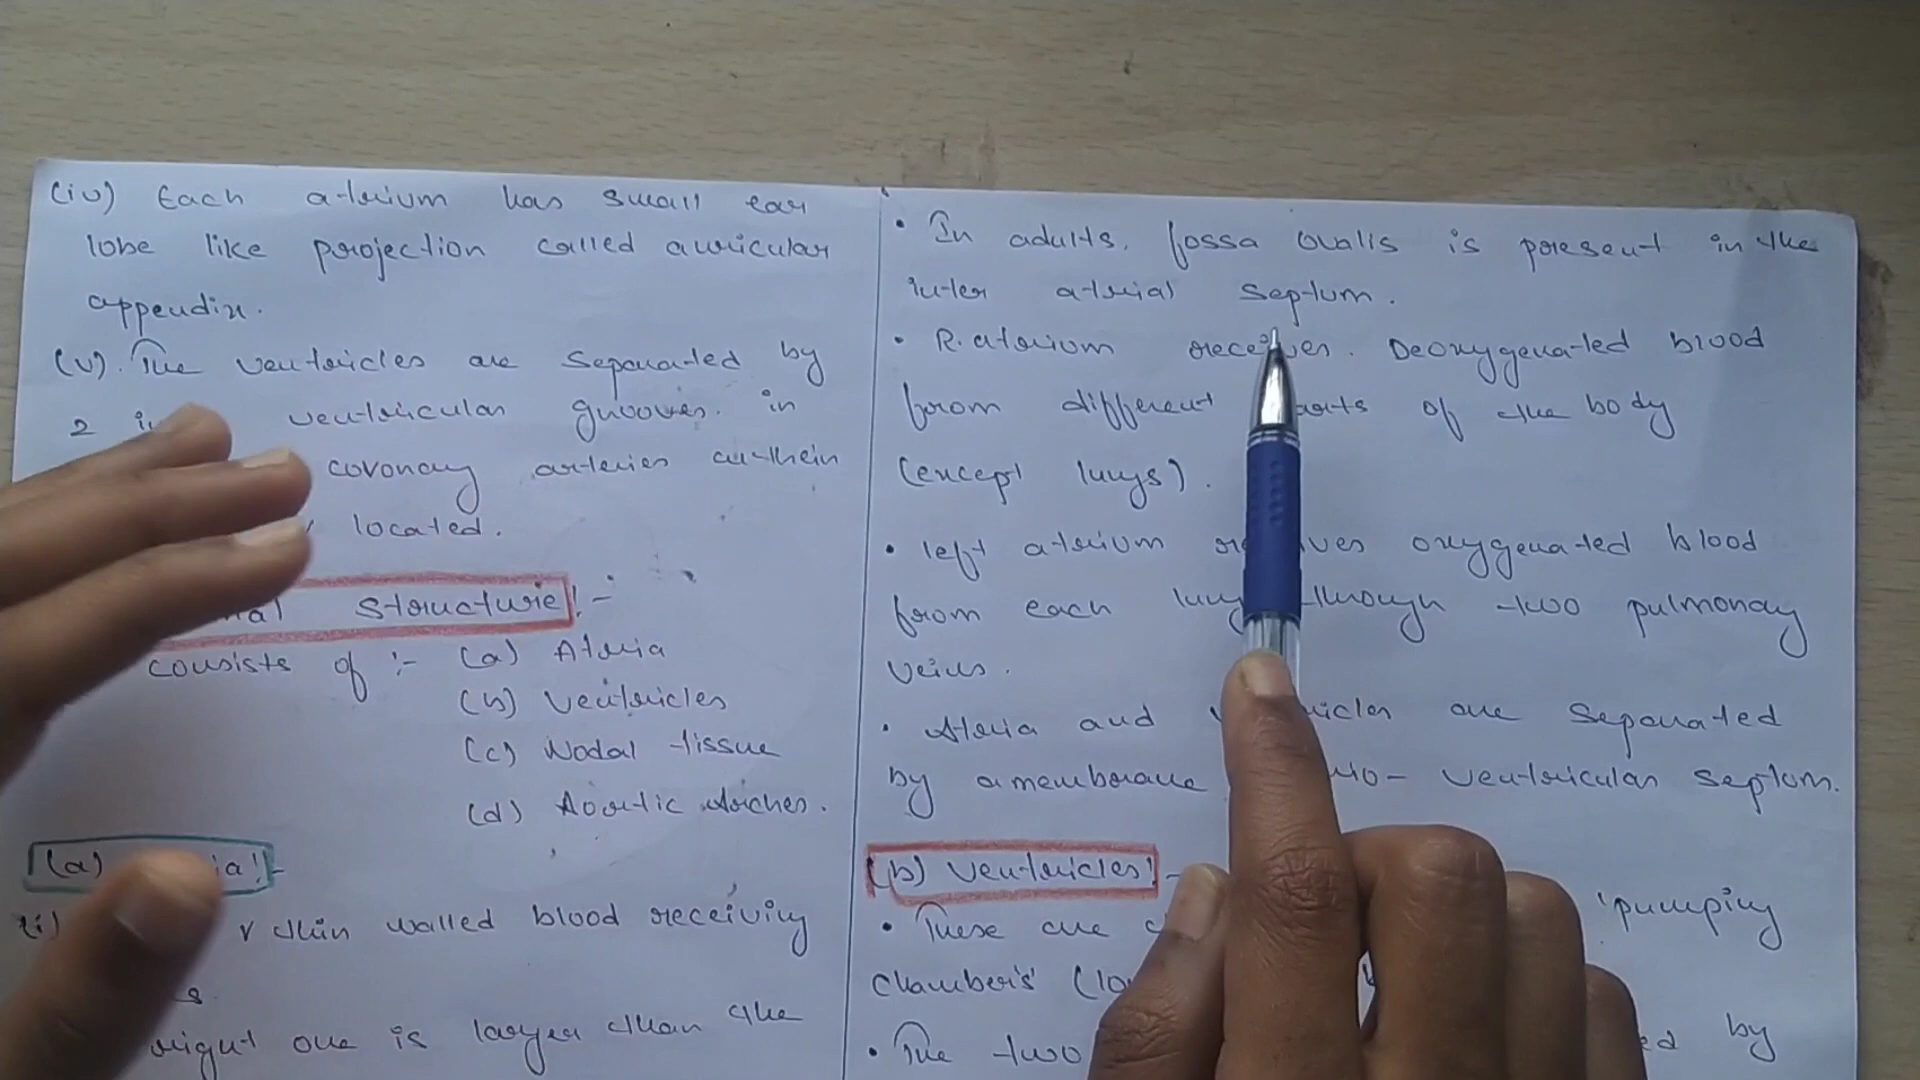 (iv) Each atrium has small ear
lobe like projection called auricular
appendix.
(v). The ventricles are separated by
2 ventricular grooves. in
coronary arteries
located.
structure :-
consists of :- (a) Atria
(b) Ventricles
(c) Nodal tissue
(d) Aortic Arches.
(a)
(i) thin walled blood receiving
right one is larger than the
• In adults. fossa ovalis is present in the
inter atrial septum.
• R. atrium receives. Deoxygenated blood
from different of the body
(except lungs).
• left atrium oxygenated blood
from each through two pulmonary
veins.
• Atria and are separated
by a membrane ventricular septum.
(b) Ventricles :-
• These are 'pumping
chambers'
• The two by